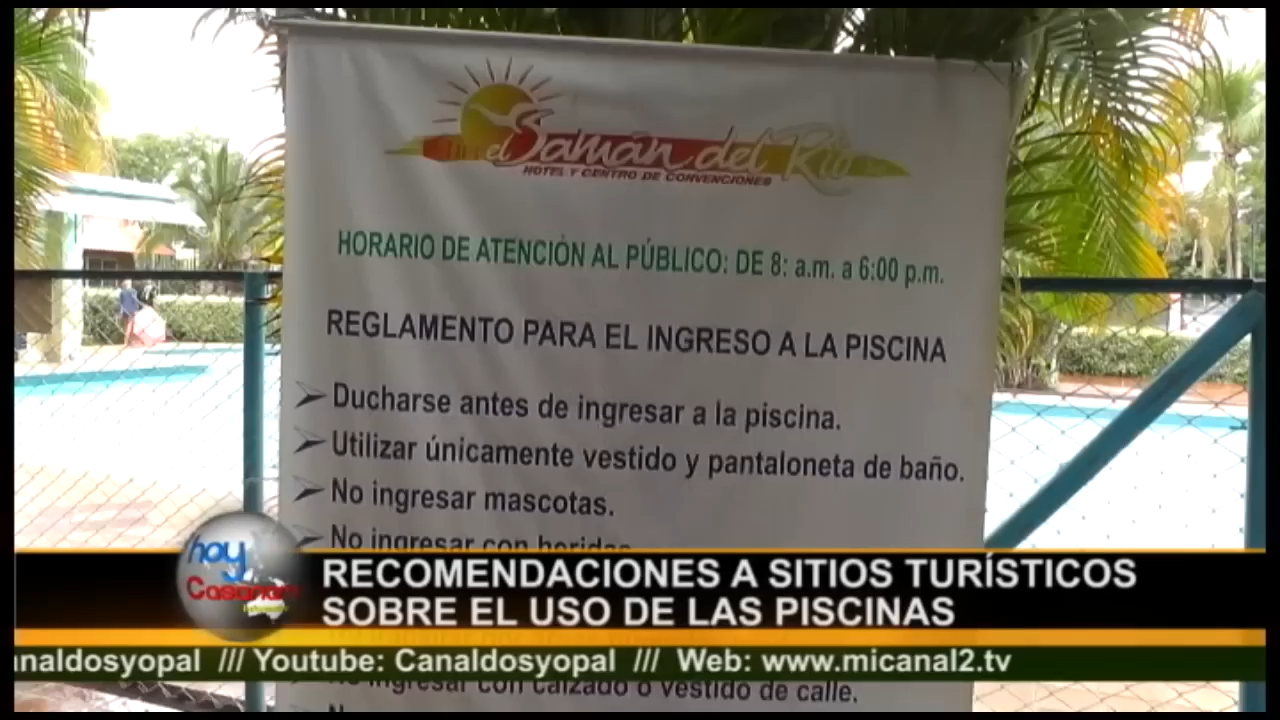 el Samán del Río
HOTEL Y CENTRO DE CONVENCIONES
HORARIO DE ATENCIÓN AL PÚBLICO: DE 8: a.m. a 6:00 p.m.
REGLAMENTO PARA EL INGRESO A LA PISCINA
➢ Ducharse antes de ingresar a la piscina.
➢ Utilizar únicamente vestido y pantaloneta de baño.
➢ No ingresar mascotas.
➢ No ingresar con heridas
hoy
Casanare
RECOMENDACIONES A SITIOS TURÍSTICOS
SOBRE EL USO DE LAS PISCINAS
naldosyopal /// Youtube: Canaldosyopal /// Web: www.micanal2.tv
No ingresar con calzado o vestido de calle.